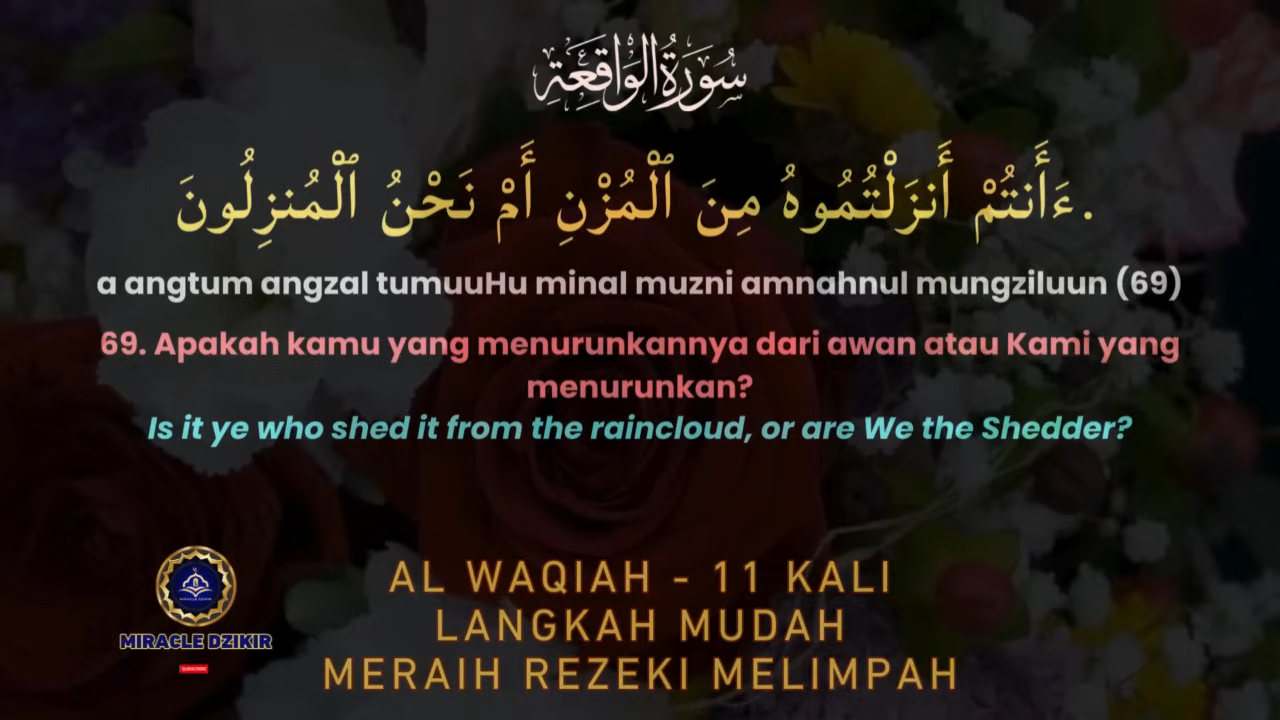 سُورَةُ الوَاقِعَةِ
ءَأَنتُمْ أَنزَلْتُمُوهُ مِنَ ٱلْمُزْنِ أَمْ نَحْنُ ٱلْمُنزِلُونَ.
a angtum angzal tumuuHu minal muzni amnahnul mungziluun (69)
69. Apakah kamu yang menurunkannya dari awan atau Kami yang
menurunkan?
Is it ye who shed it from the raincloud, or are We the Shedder?
AL WAQIAH - 11 KALI
LANGKAH MUDAH
MERAIH REZEKI MELIMPAH
MIRACLE DZIKIR